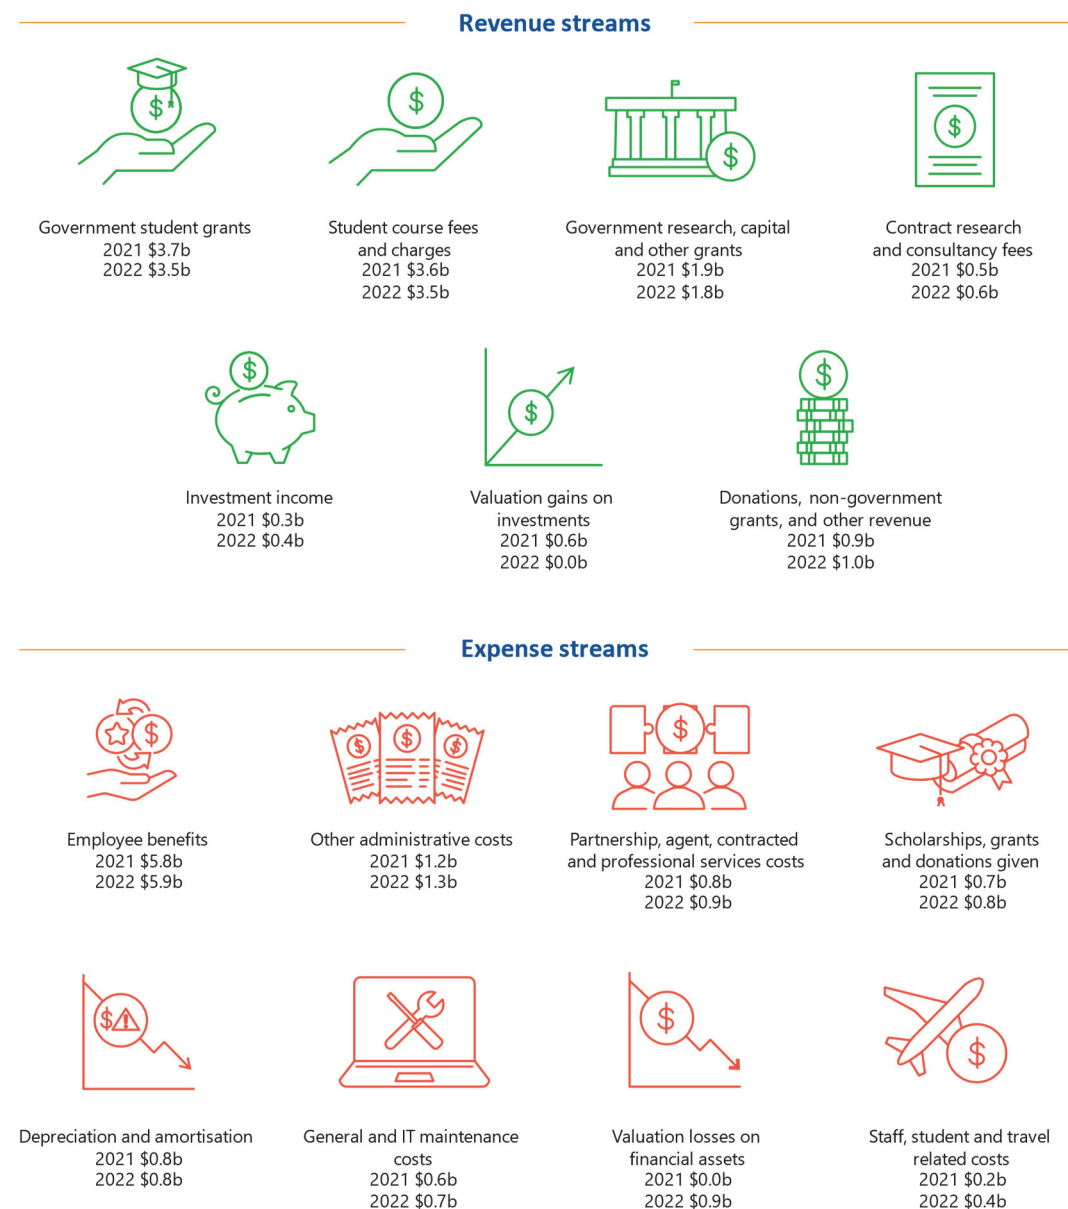 Revenue streams
Government student grants
2021 $3.7b
2022 $3.5b
Student course fees
and charges
2021 $3.6b
2022 $3.5b
Government research, capital
and other grants
2021 $1.9b
2022 $1.8b
Contract research
and consultancy fees
2021 $0.5b
2022 $0.6b
Investment income
2021 $0.3b
2022 $0.4b
Valuation gains on
investments
2021 $0.6b
2022 $0.0b
Donations, non-government
grants, and other revenue
2021 $0.9b
2022 $1.0b
Expense streams
Employee benefits
2021 $5.8b
2022 $5.9b
Other administrative costs
2021 $1.2b
2022 $1.3b
Partnership, agent, contracted
and professional services costs
2021 $0.8b
2022 $0.9b
Scholarships, grants
and donations given
2021 $0.7b
2022 $0.8b
Depreciation and amortisation
2021 $0.8b
2022 $0.8b
General and IT maintenance
costs
2021 $0.6b
2022 $0.7b
Valuation losses on
financial assets
2021 $0.0b
2022 $0.9b
Staff, student and travel
related costs
2021 $0.2b
2022 $0.4b